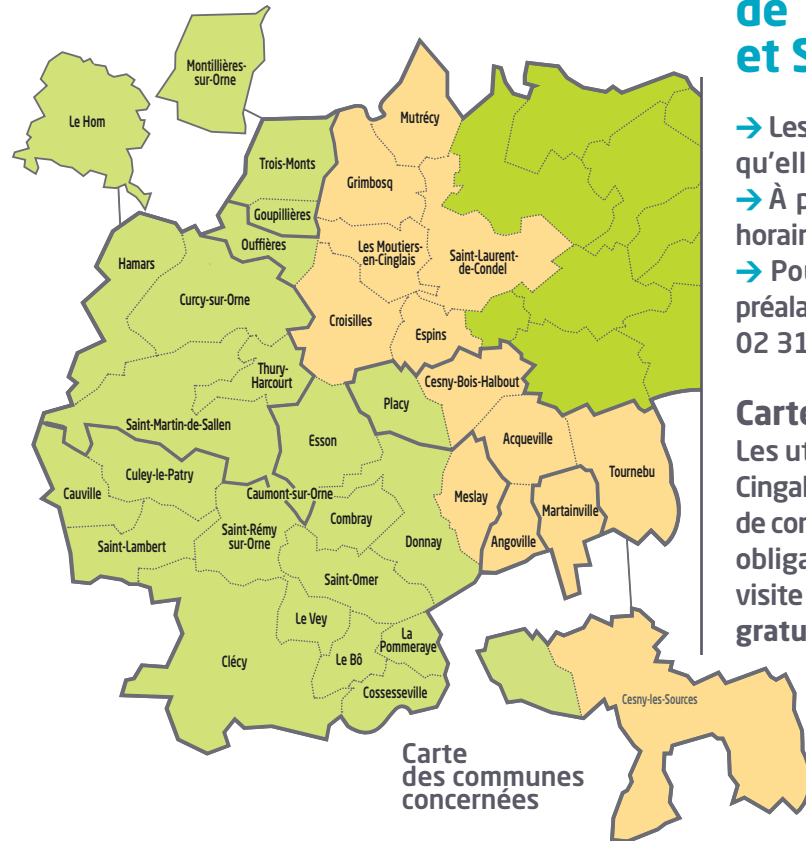 de
et S
→ Les
qu'ell
→ À p
horain
→ Pou
préala
02 31
Carte
Les ut
Cingal
de con
obliga
visite
gratu
Montillières-
sur-Orne
Le Hom
Mutrécy
Trois-Monts
Grimbosq
Goupillières
Ouffières
Les Moutiers-
en-Cinglais
Saint-Laurent-
de-Condel
Hamars
Curcy-sur-Orne
Croisilles
Espins
Thury-
Harcourt
Cesny-Bois-Halbout
Placy
Saint-Martin-de-Sallen
Esson
Acqueville
Tournebu
Culey-le-Patry
Cauville
Caumont-sur-Orne
Meslay
Martainville
Combray
Saint-Rémy
sur-Orne
Donnay
Angoville
Saint-Lambert
Saint-Omer
Le Vey
La
Pommeraye
Clécy
Le Bô
Cossesseville
Cesny-les-Sources
Carte
des communes
concernées